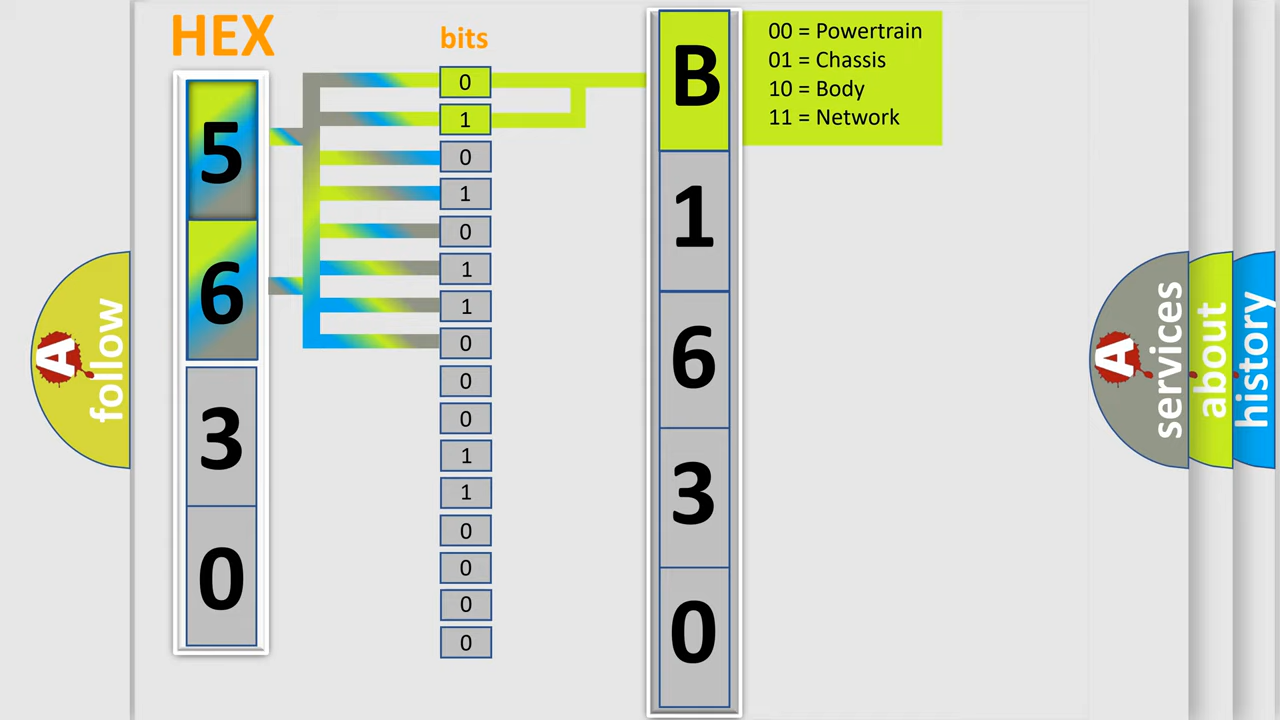 HEX
bits
5
6
3
0
0
1
0
1
0
1
1
0
0
0
1
1
0
0
0
0
B
1
6
3
0
00 = Powertrain
01 = Chassis
10 = Body
11 = Network
A
follow
A
services
about
history